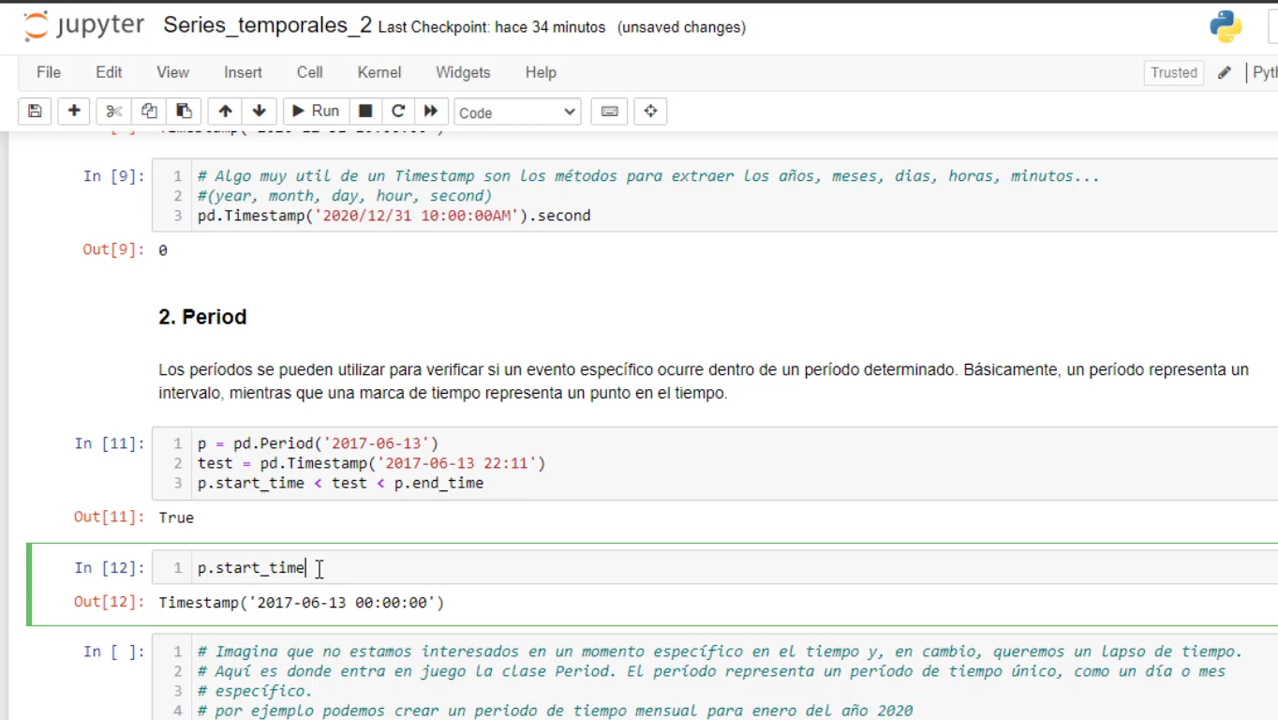 jupyter Series_temporales_2 Last Checkpoint: hace 34 minutos (unsaved changes)
File Edit View Insert Cell Kernel Widgets Help Trusted
Run Code
In [9]: 1 # Algo muy util de un Timestamp son los métodos para extraer los años, meses, dias, horas, minutos...
2 #(year, month, day, hour, second)
3 pd.Timestamp('2020/12/31 10:00:00AM').second
Out[9]: 0
2. Period
Los períodos se pueden utilizar para verificar si un evento específico ocurre dentro de un período determinado. Básicamente, un período representa un
intervalo, mientras que una marca de tiempo representa un punto en el tiempo.
In [11]: 1 p = pd.Period('2017-06-13')
2 test = pd.Timestamp('2017-06-13 22:11')
3 p.start_time < test < p.end_time
Out[11]: True
In [12]: 1 p.start_time
Out[12]: Timestamp('2017-06-13 00:00:00')
In [ ]: 1 # Imagina que no estamos interesados en un momento específico en el tiempo y, en cambio, queremos un lapso de tiempo.
2 # Aquí es donde entra en juego la clase Period. El período representa un período de tiempo único, como un día o mes
3 # específico.
4 # por ejemplo podemos crear un periodo de tiempo mensual para enero del año 2020